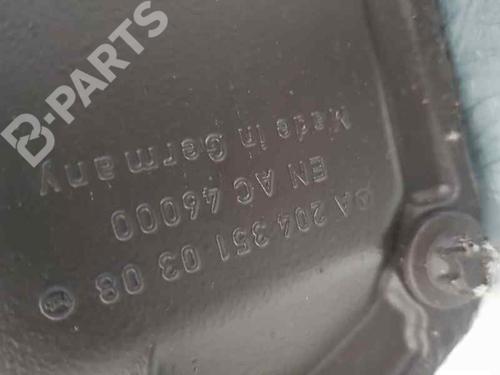 B-PARTS
A 204 351 03 08
EN AC 46000
Made in Germany